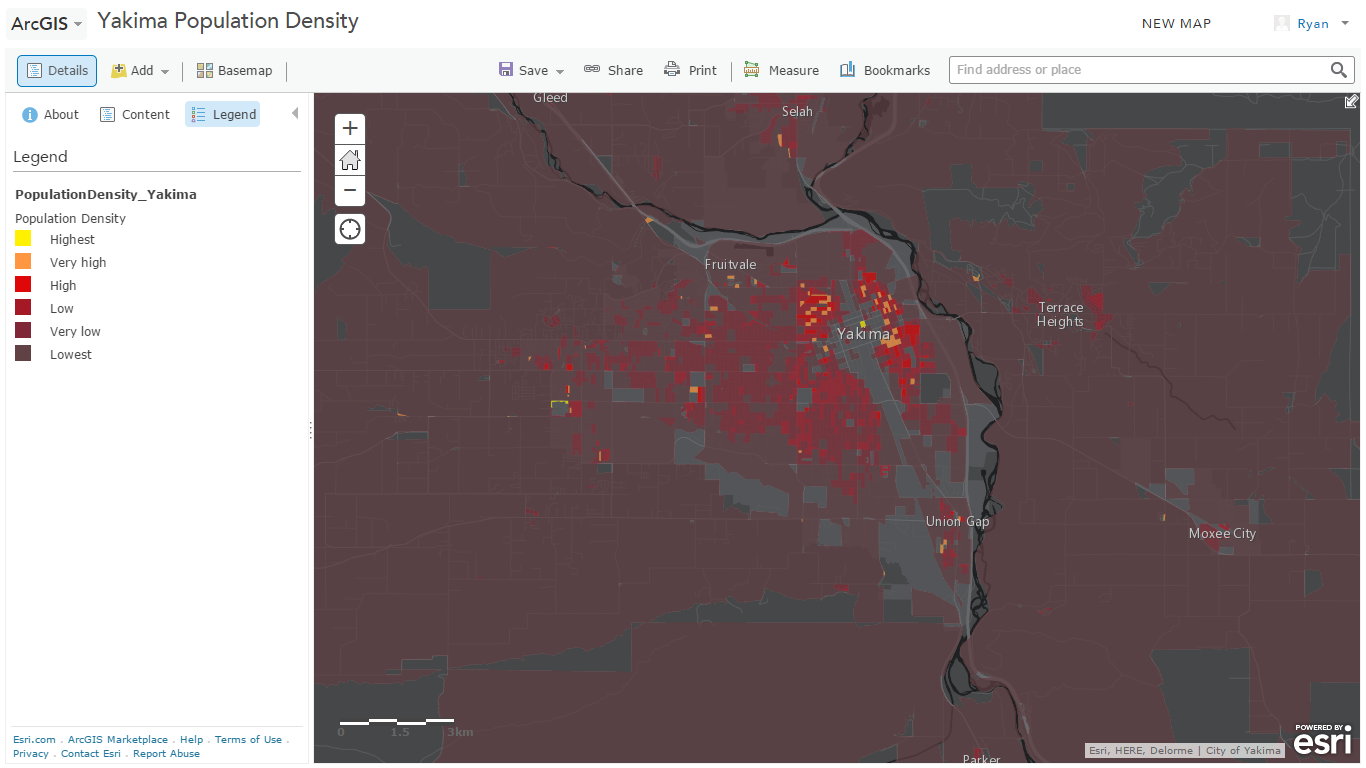 ArcGIS
Yakima Population Density
NEW MAP
Ryan
Details
Add
Basemap
Save
Share
Print
Measure
Bookmarks
Find address or place
About
Content
Legend
Legend
PopulationDensity_Yakima
Population Density
Highest
Very high
High
Low
Very low
Lowest
Gleed
Selah
Fruitvale
Yakima
Terrace
Heights
Union Gap
Moxee City
Parker
0 1.5 3km
Esri.com . ArcGIS Marketplace . Help . Terms of Use .
Privacy . Contact Esri . Report Abuse
Esri, HERE, Delorme | City of Yakima
POWERED BY
esri